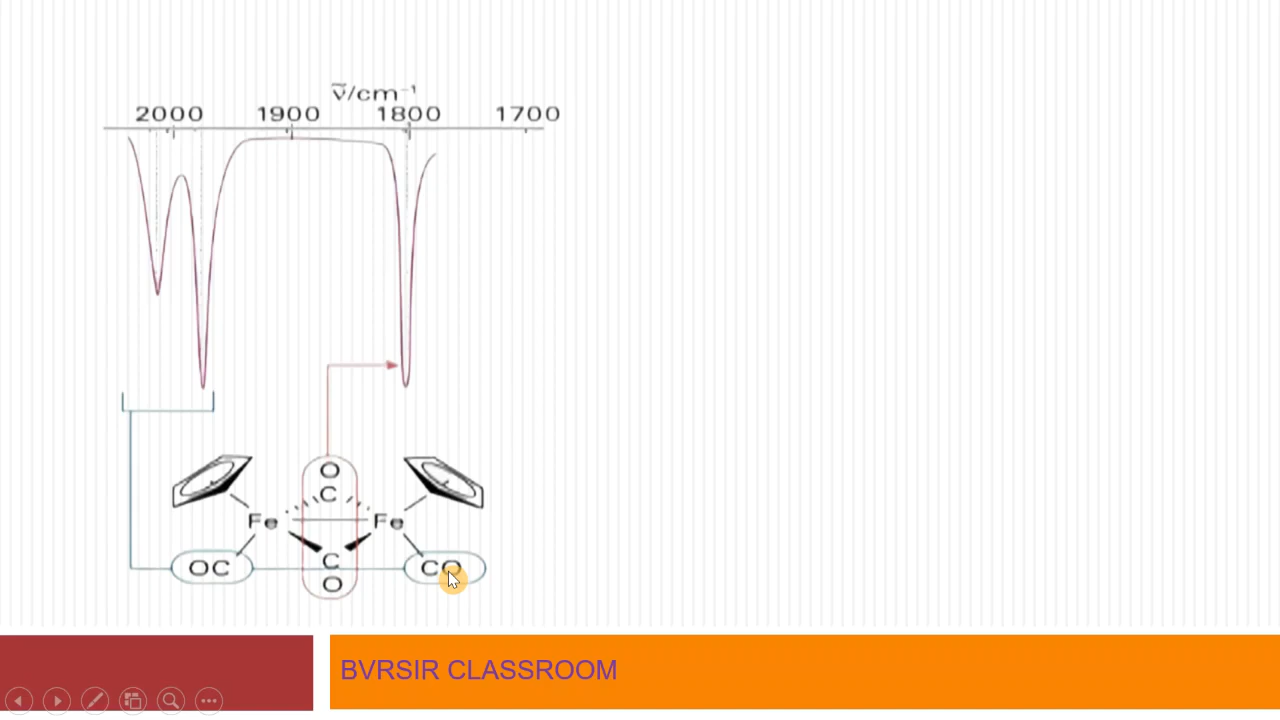 ν̃/cm⁻¹
2000 1900 1800 1700
O
C
Fe Fe
OC C CO
O
BVRSIR CLASSROOM